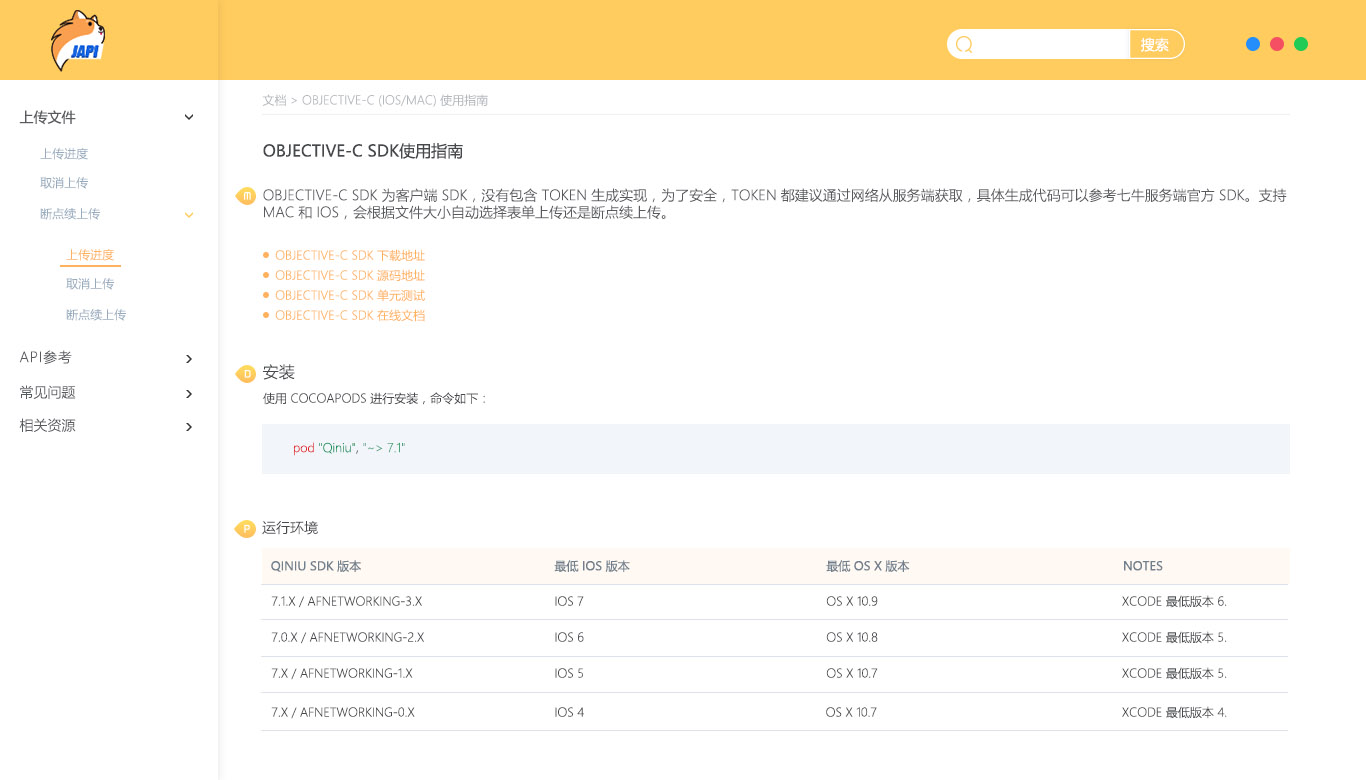 JAPI
搜索
上传文件
上传进度
取消上传
断点续上传
上传进度
取消上传
断点续上传
API参考
常见问题
相关资源
文档 > OBJECTIVE-C (IOS/MAC) 使用指南
OBJECTIVE-C SDK使用指南
M
OBJECTIVE-C SDK 为客户端 SDK，没有包含 TOKEN 生成实现，为了安全，TOKEN 都建议通过网络从服务端获取，具体生成代码可以参考七牛服务端官方 SDK。支持
MAC 和 IOS，会根据文件大小自动选择表单上传还是断点续上传。
OBJECTIVE-C SDK 下载地址
OBJECTIVE-C SDK 源码地址
OBJECTIVE-C SDK 单元测试
OBJECTIVE-C SDK 在线文档
D 安装
使用 COCOAPODS 进行安装，命令如下：
pod "Qiniu", "~> 7.1"
P 运行环境
QINIU SDK 版本 最低 IOS 版本 最低 OS X 版本 NOTES
7.1.X / AFNETWORKING-3.X IOS 7 OS X 10.9 XCODE 最低版本 6.
7.0.X / AFNETWORKING-2.X IOS 6 OS X 10.8 XCODE 最低版本 5.
7.X / AFNETWORKING-1.X IOS 5 OS X 10.7 XCODE 最低版本 5.
7.X / AFNETWORKING-0.X IOS 4 OS X 10.7 XCODE 最低版本 4.